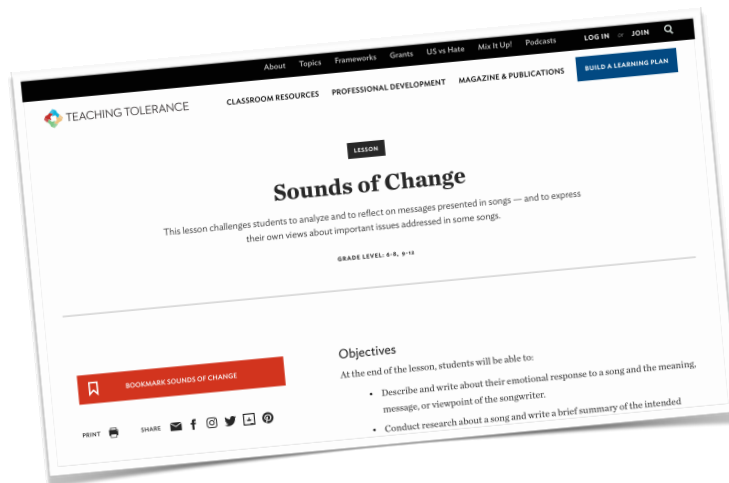 About Topics Frameworks Grants US vs Hate Mix It Up! Podcasts LOG IN or JOIN
TEACHING TOLERANCE CLASSROOM RESOURCES PROFESSIONAL DEVELOPMENT MAGAZINE & PUBLICATIONS BUILD A LEARNING PLAN
LESSON
Sounds of Change
This lesson challenges students to analyze and to reflect on messages presented in songs — and to express
their own views about important issues addressed in some songs.
GRADE LEVEL: 6-8, 9-12
BOOKMARK SOUNDS OF CHANGE
PRINT SHARE
Objectives
At the end of the lesson, students will be able to:
• Describe and write about their emotional response to a song and the meaning,
message, or viewpoint of the songwriter.
• Conduct research about a song and write a brief summary of the intended